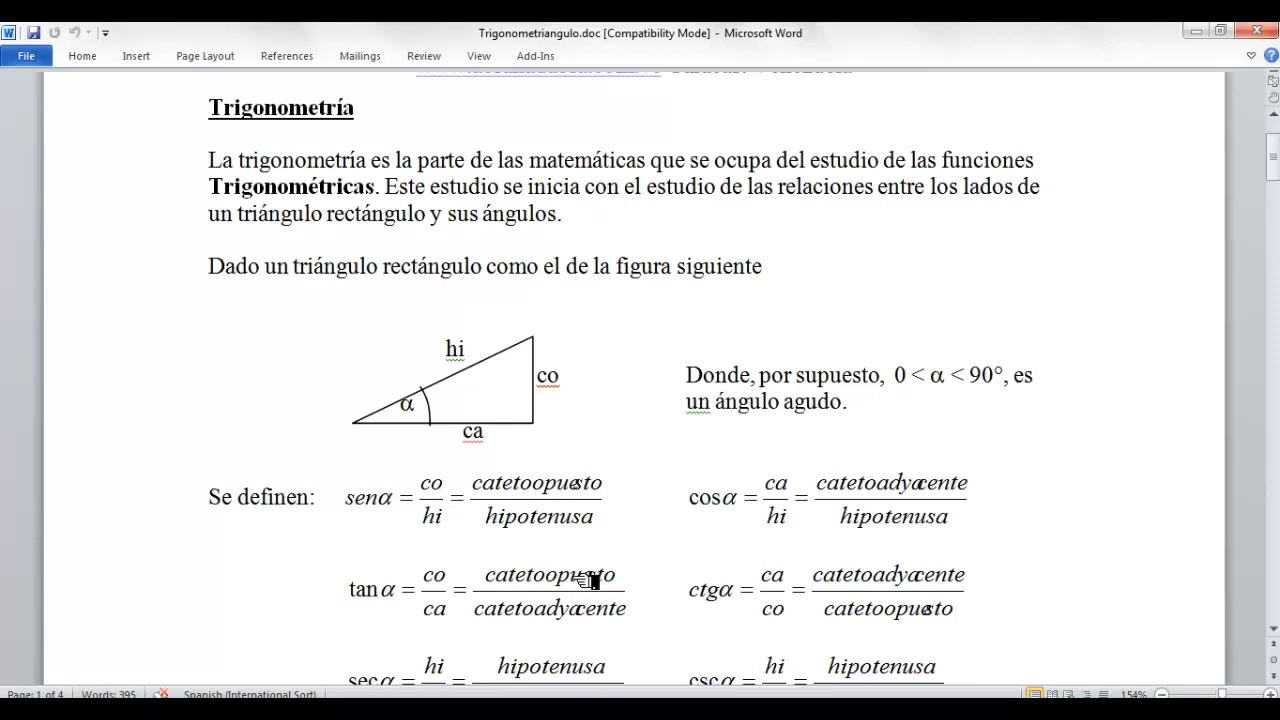 Trigonometriangulo.doc [Compatibility Mode] - Microsoft Word
File Home Insert Page Layout References Mailings Review View Add-Ins
Trigonometría
La trigonometría es la parte de las matemáticas que se ocupa del estudio de las funciones
Trigonométricas. Este estudio se inicia con el estudio de las relaciones entre los lados de
un triángulo rectángulo y sus ángulos.
Dado un triángulo rectángulo como el de la figura siguiente
hi
co
α
ca
Donde, por supuesto, 0 < α < 90°, es
un ángulo agudo.
Se definen: senα = co/hi = catetoopuesto/hipotenusa
cosα = ca/hi = catetoadyacente/hipotenusa
tanα = co/ca = catetoopuesto/catetoadyacente
ctgα = ca/co = catetoadyacente/catetoopuesto
secα = hi = hipotenusa
cscα = hi = hipotenusa
Page: 1 of 4 Words: 395 Spanish (International Sort) 154%